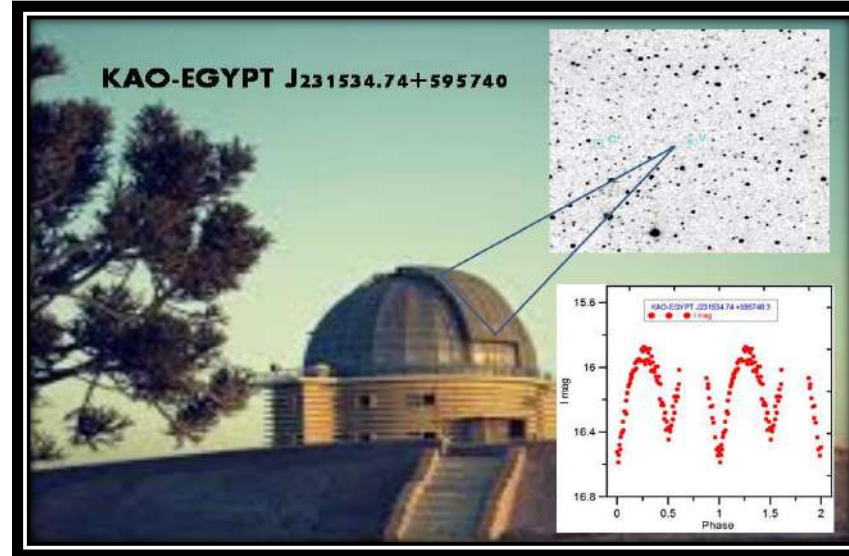 KAO-EGYPT J231534.74+595740
C
V
KAO-EGYPT J231534.74 +595740.3
I mag
15.6
16
16.4
16.8
I mag
0
0.5
1
1.5
2
Phase